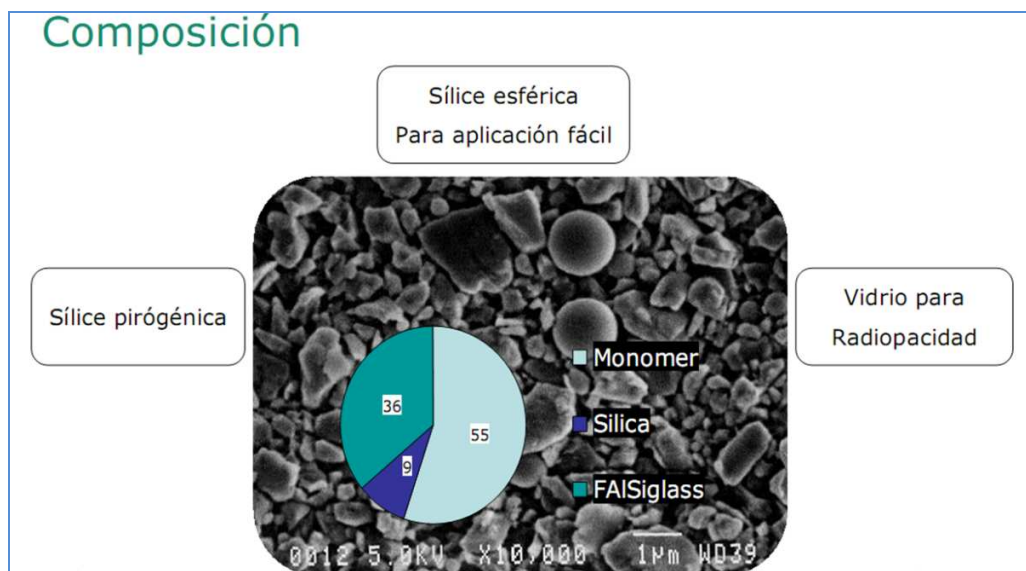 Composición
Sílice esférica
Para aplicación fácil
Sílice pirógénica
Vidrio para
Radiopacidad
36
55
9
Monomer
Silica
FAlSiglass
0012 5.0KV X10,000 1µm WD39